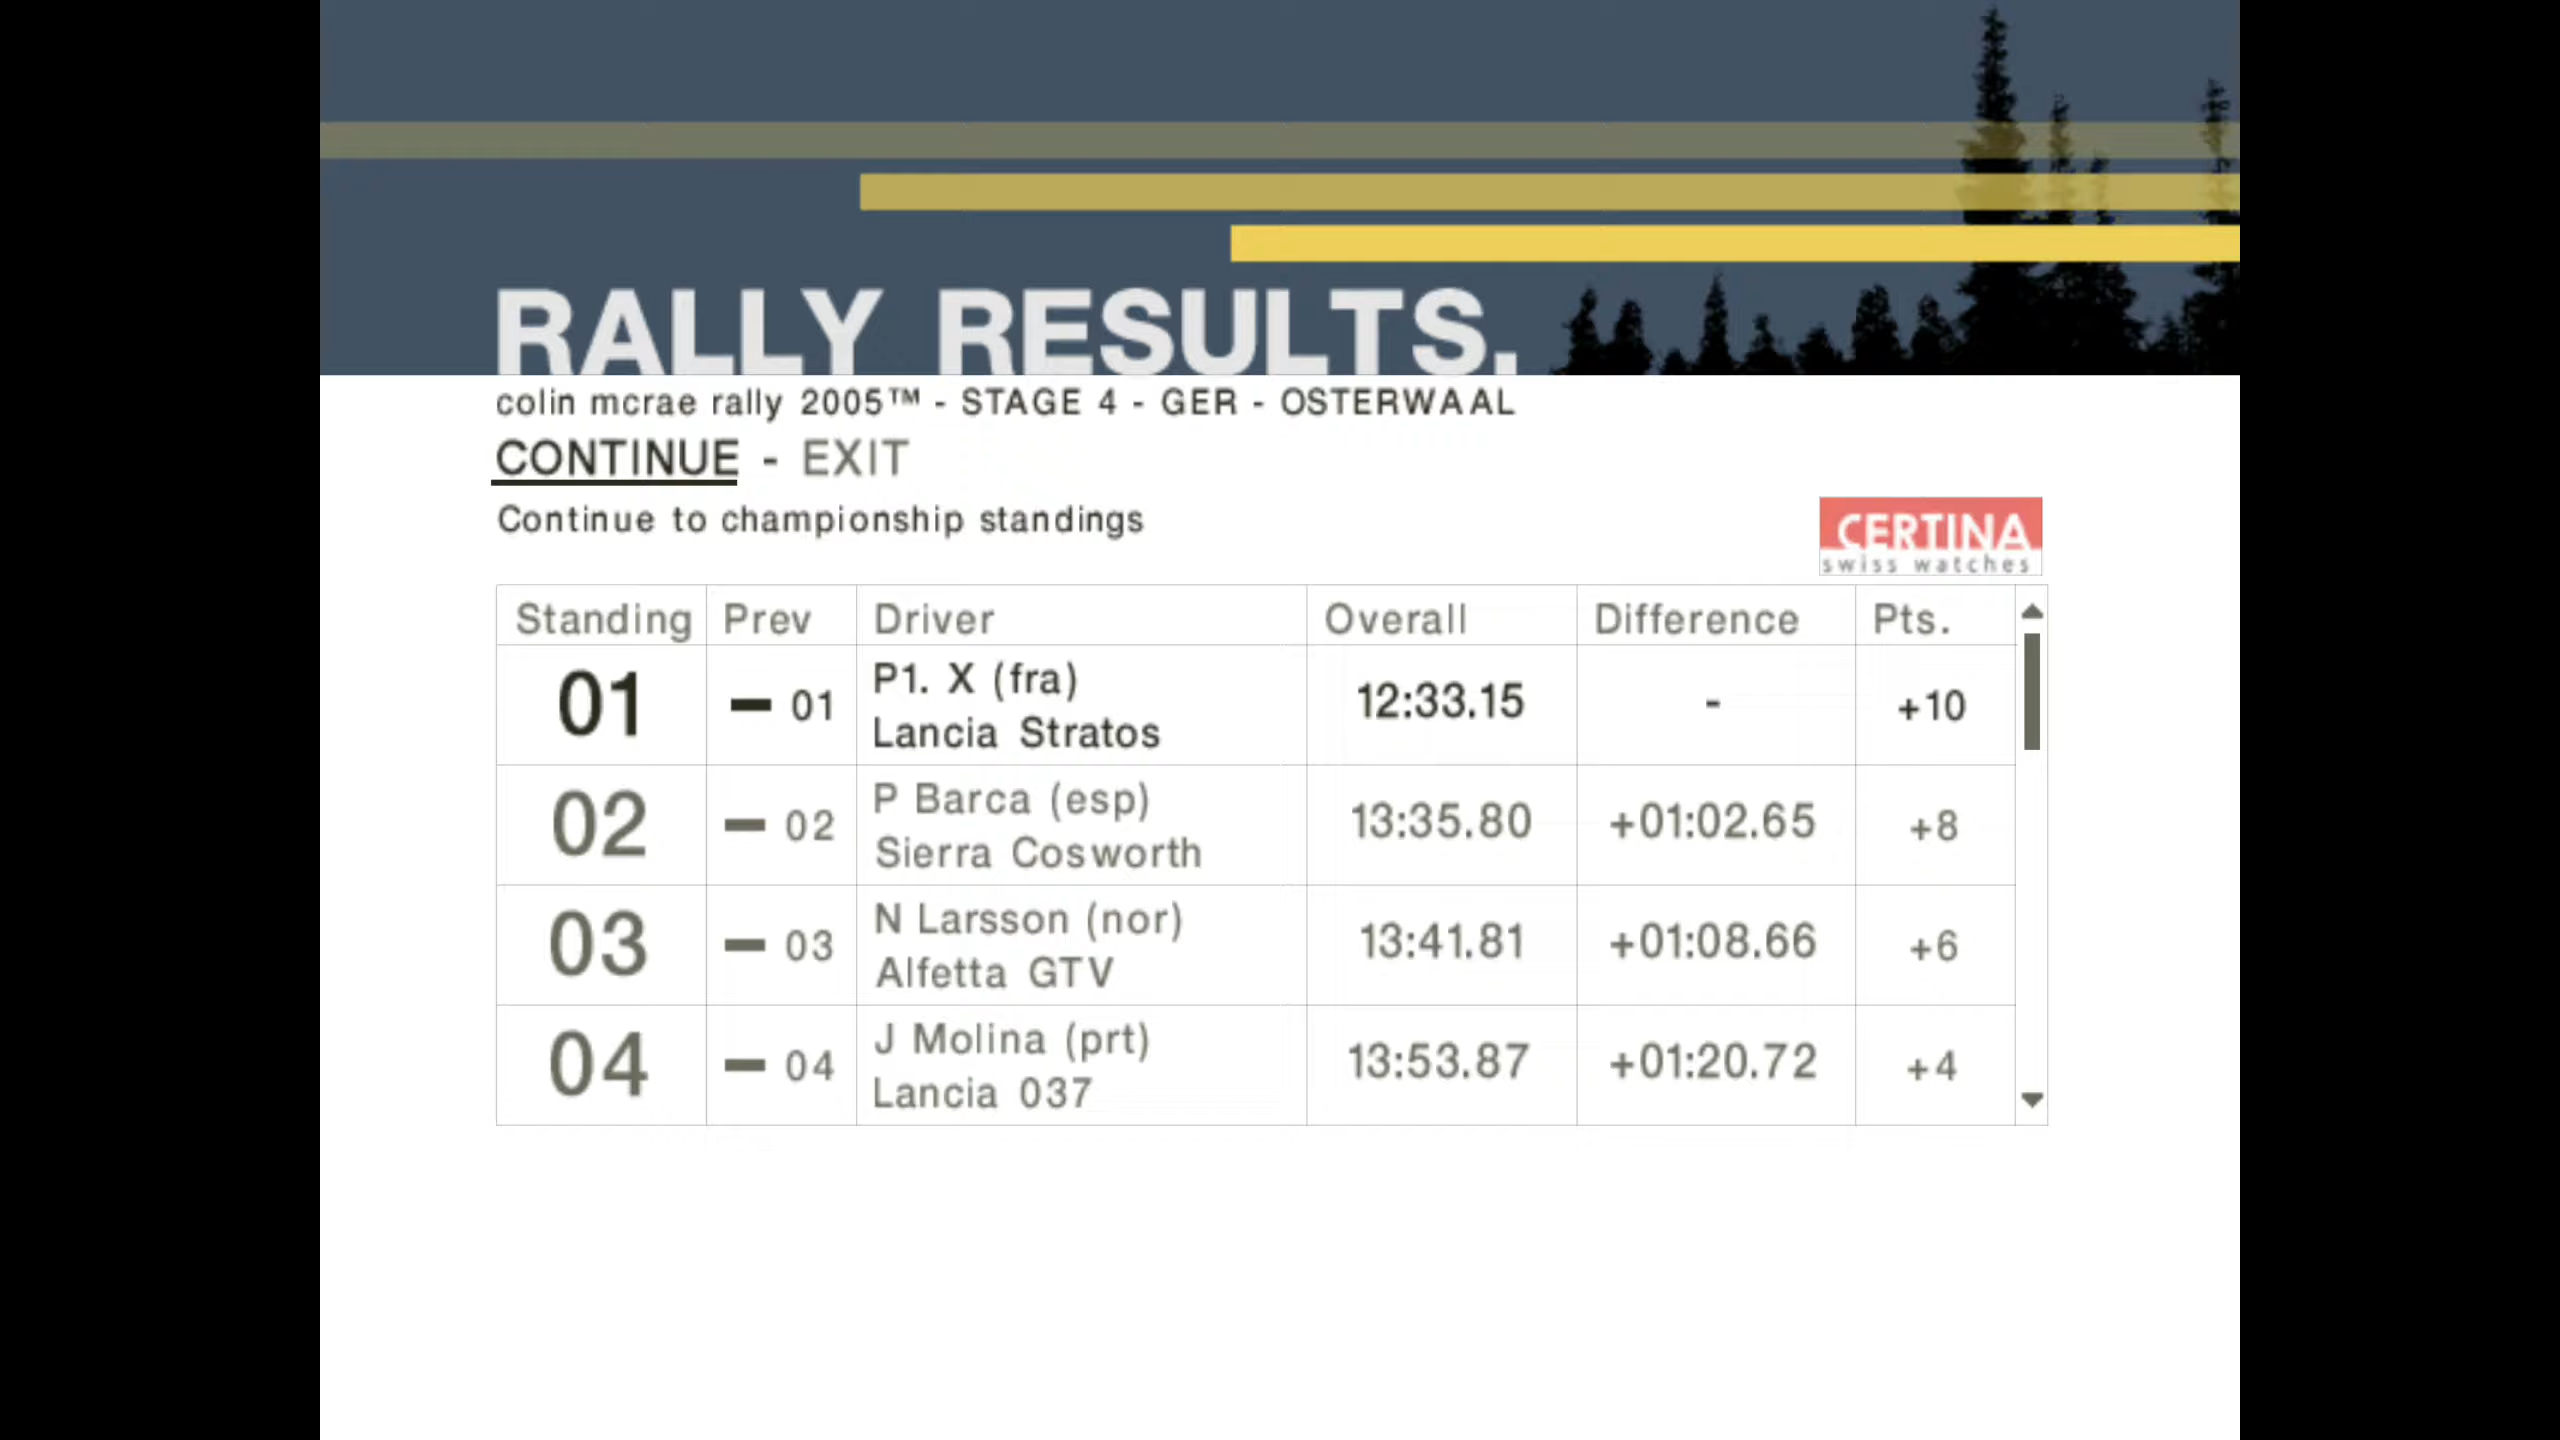 RALLY RESULTS.
colin mcrae rally 2005™ - STAGE 4 - GER - OSTERWAAL
CONTINUE - EXIT
Continue to championship standings
CERTINA
swiss watches
Standing Prev Driver Overall Difference Pts.
01 01 P1. X (fra) 12:33.15 - +10
Lancia Stratos
02 02 P Barca (esp) 13:35.80 +01:02.65 +8
Sierra Cosworth
03 03 N Larsson (nor) 13:41.81 +01:08.66 +6
Alfetta GTV
04 04 J Molina (prt) 13:53.87 +01:20.72 +4
Lancia 037